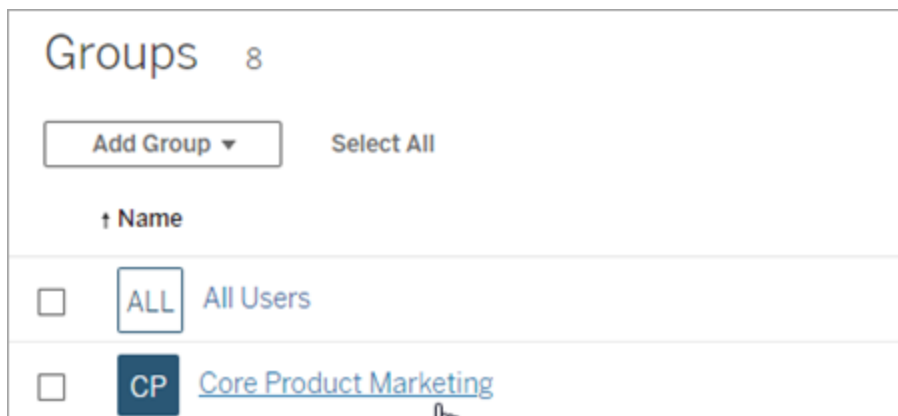 Groups 8
Add Group ▾ Select All
↑ Name
ALL All Users
CP Core Product Marketing